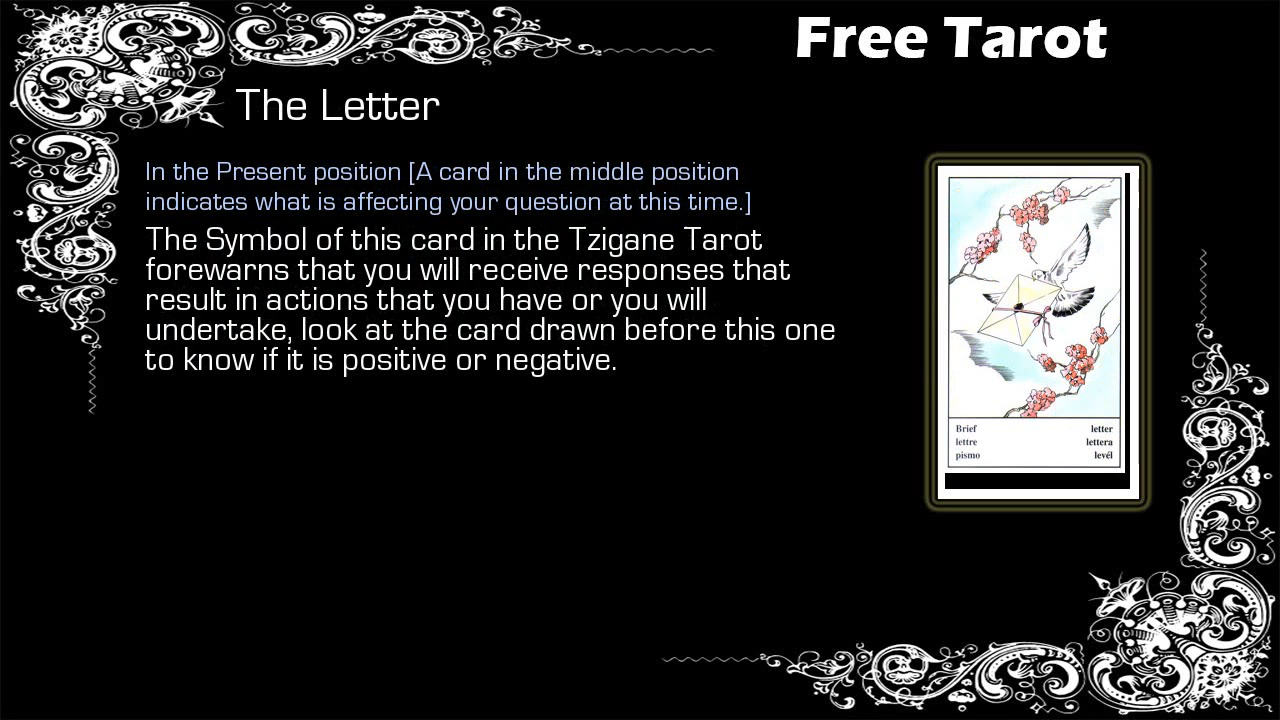 Free Tarot
The Letter
In the Present position [A card in the middle position
indicates what is affecting your question at this time.]
The Symbol of this card in the Tzigane Tarot
forewarns that you will receive responses that
result in actions that you have or you will
undertake, look at the card drawn before this one
to know if it is positive or negative.
Brief letter
lettre lettera
pismo levél